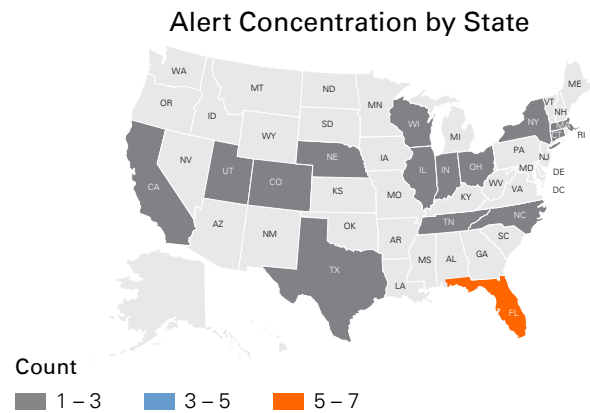 Alert Concentration by State
WA
ME
MT
ND
VT
MN
OR
NH
ID
SD
WI
NY
MA
MI
CT
RI
WY
PA
IA
NE
NJ
NV
OH
MD
DE
IL
IN
UT
CO
WV
DC
CA
KS
MO
VA
KY
NC
TN
OK
AZ
NM
AR
SC
MS
AL
GA
TX
LA
FL
Count
1 – 3
3 – 5
5 – 7